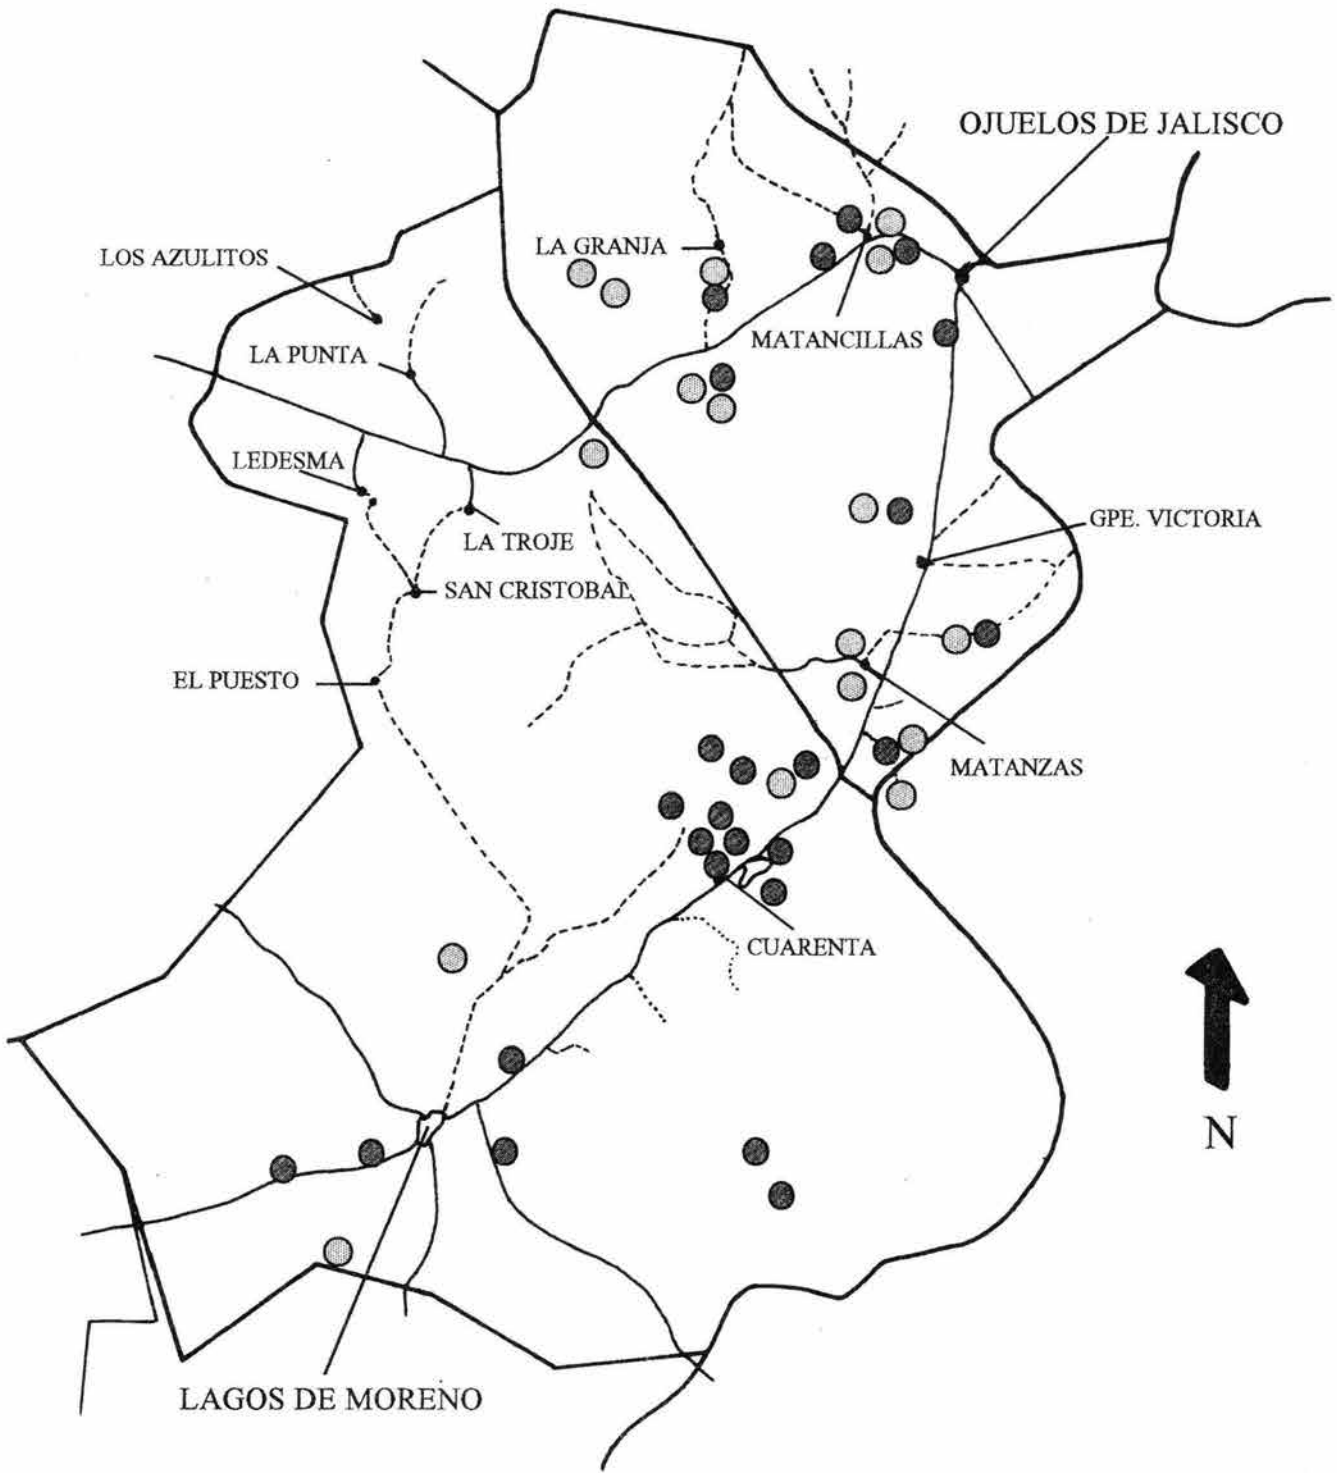 OJUELOS DE JALISCO
LA GRANJA
LOS AZULITOS
MATANCILLAS
LA PUNTA
LEDESMA
GPE. VICTORIA
LA TROJE
SAN CRISTOBAL
EL PUESTO
MATANZAS
CUARENTA
N
LAGOS DE MORENO